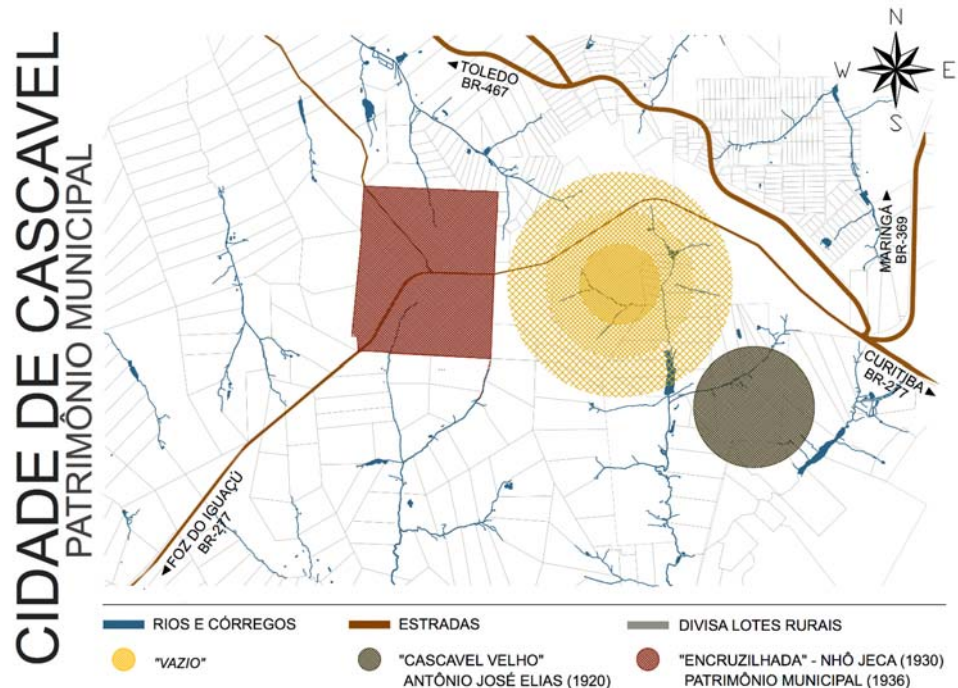 CIDADE DE CASCAVEL
PATRIMÔNIO MUNICIPAL
N
W E
S
TOLEDO
BR-467
MARINGÁ
BR-369
CURITIBA
BR-277
FOZ DO IGUAÇÚ
BR-277
RIOS E CÓRREGOS
ESTRADAS
DIVISA LOTES RURAIS
"VAZIO"
"CASCAVEL VELHO"
ANTÔNIO JOSÉ ELIAS (1920)
"ENCRUZILHADA" - NHÔ JECA (1930)
PATRIMÔNIO MUNICIPAL (1936)